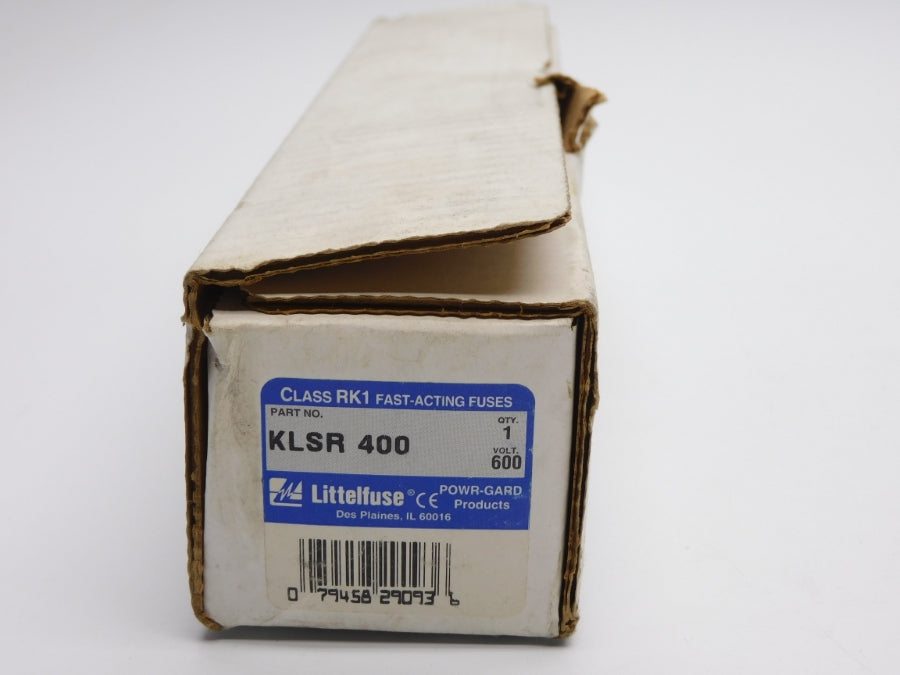 CLASS RK1 FAST-ACTING FUSES
PART NO.
KLSR 400
QTY.
1
VOLT.
600
Littelfuse® CE POWR-GARD
Products
Des Plaines, IL 60016
0 79458 29093 6